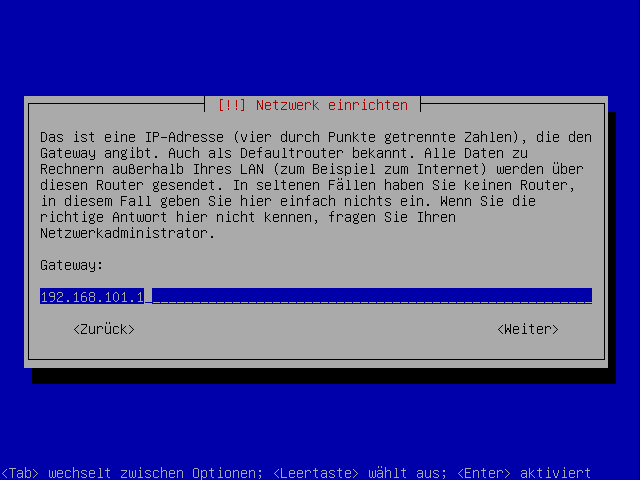 [!!] Netzwerk einrichten
Das ist eine IP-Adresse (vier durch Punkte getrennte Zahlen), die den
Gateway angibt. Auch als Defaultrouter bekannt. Alle Daten zu
Rechnern außerhalb Ihres LAN (zum Beispiel zum Internet) werden über
diesen Router gesendet. In seltenen Fällen haben Sie keinen Router,
in diesem Fall geben Sie hier einfach nichts ein. Wenn Sie die
richtige Antwort hier nicht kennen, fragen Sie Ihren
Netzwerkadministrator.
Gateway:
192.168.101.1
<Zurück> <Weiter>
<Tab> wechselt zwischen Optionen; <Leertaste> wählt aus; <Enter> aktiviert